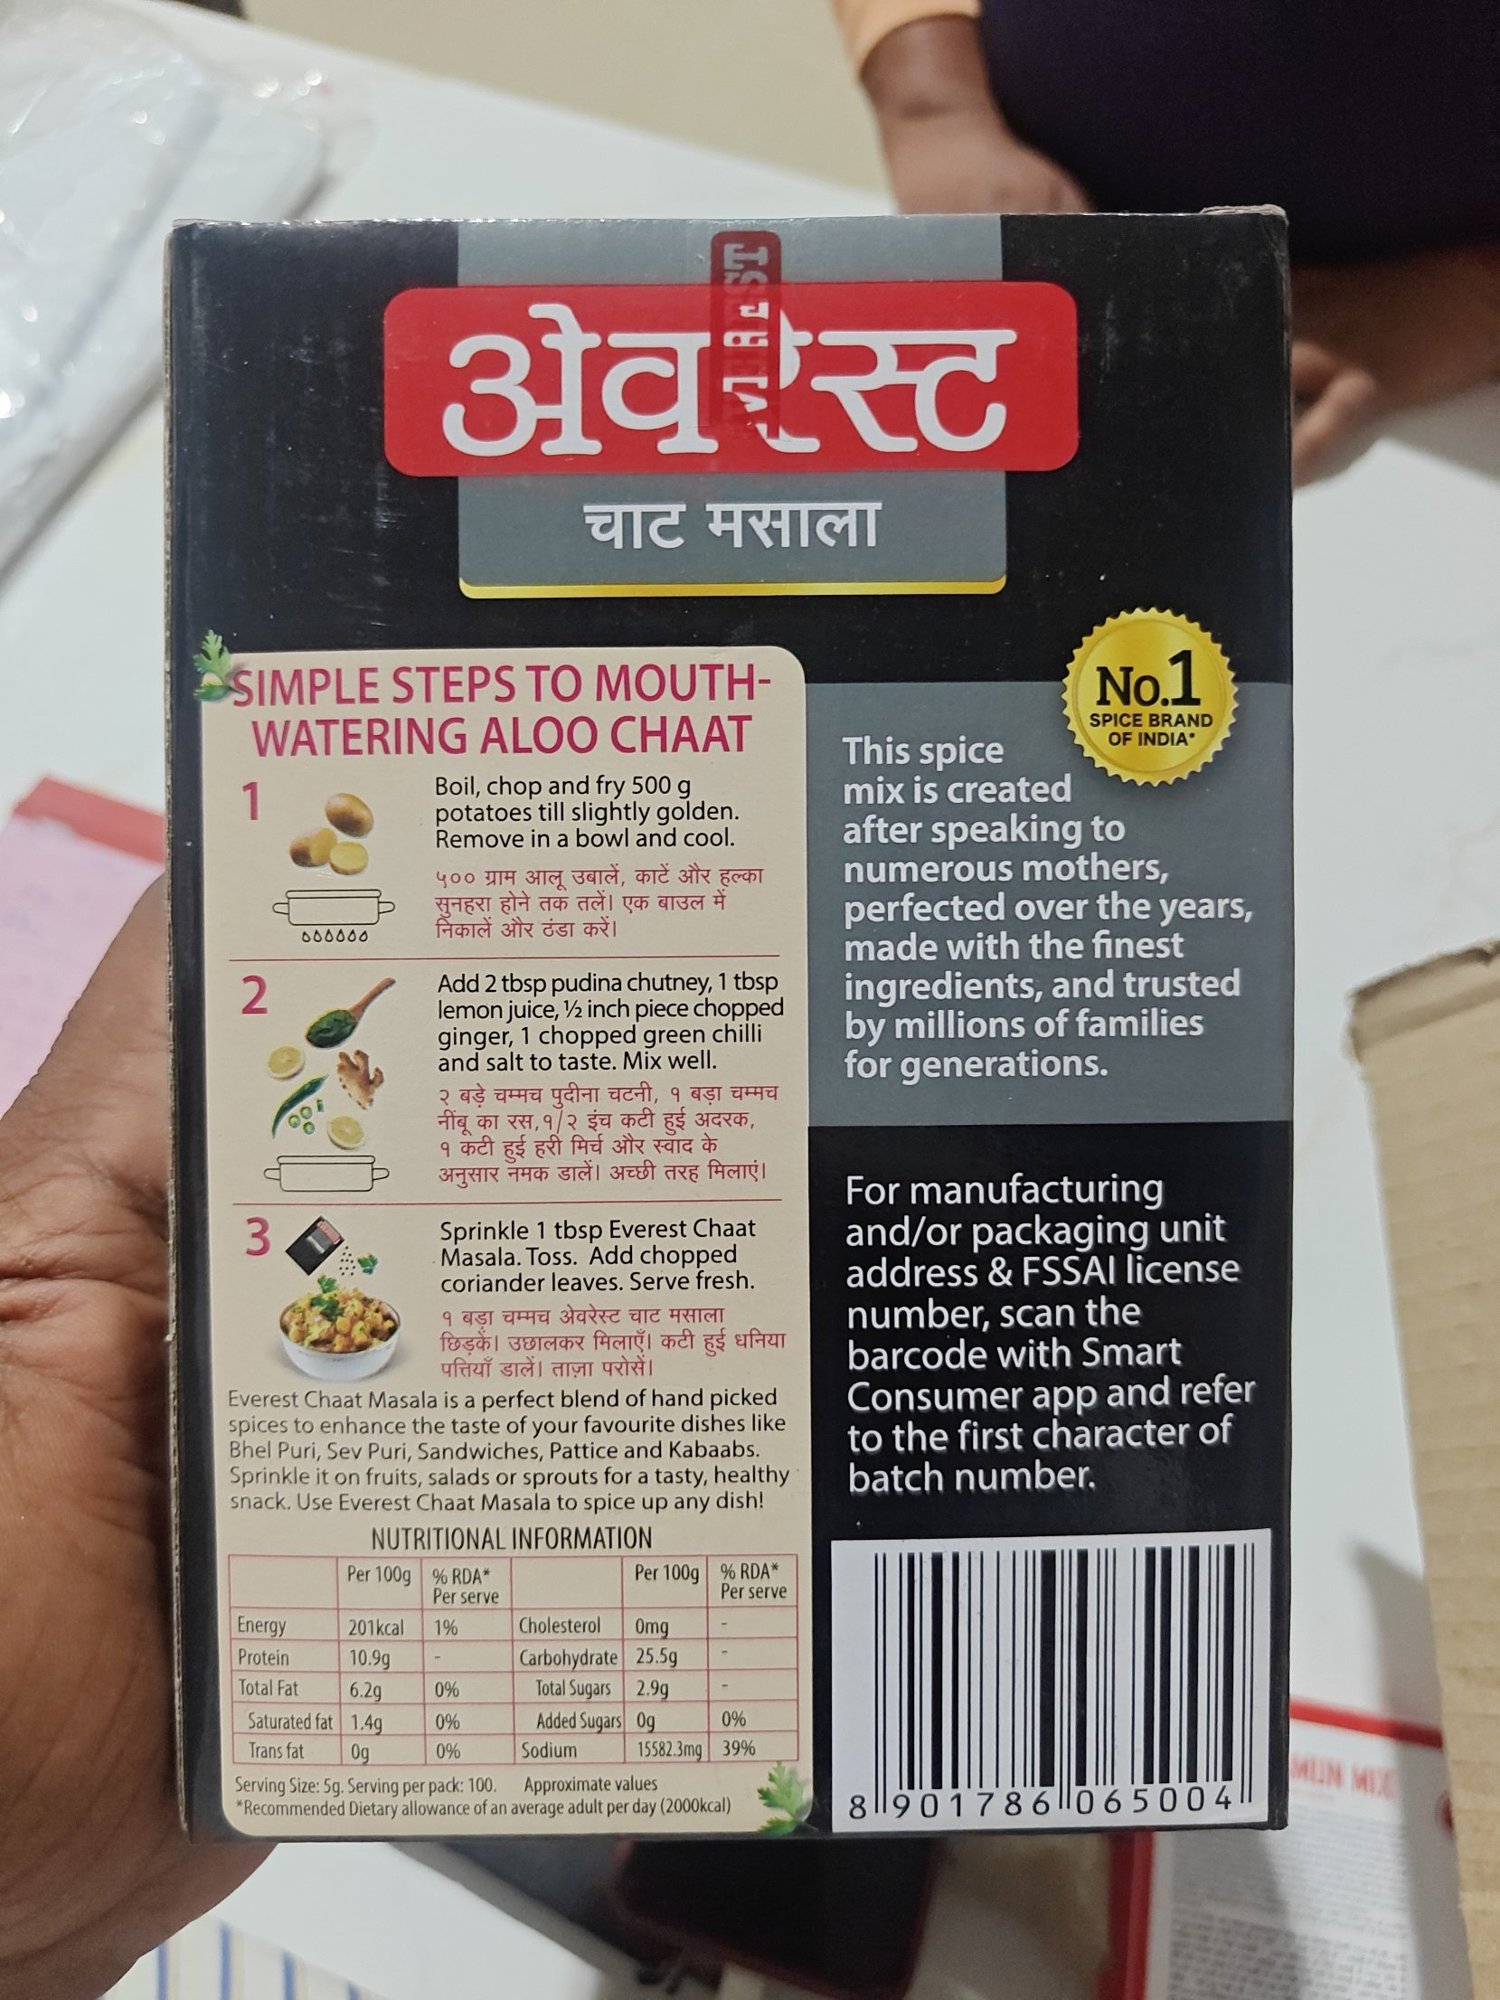 EVEREST
अेवरेस्ट
चाट मसाला
SIMPLE STEPS TO MOUTH-
WATERING ALOO CHAAT
1
Boil, chop and fry 500 g
potatoes till slightly golden.
Remove in a bowl and cool.
५०० ग्राम आलू उबालें, काटें और हल्का
सुनहरा होने तक तलें। एक बाउल में
निकालें और ठंडा करें।
2
Add 2 tbsp pudina chutney, 1 tbsp
lemon juice, ½ inch piece chopped
ginger, 1 chopped green chilli
and salt to taste. Mix well.
२ बड़े चम्मच पुदीना चटनी, १ बड़ा चम्मच
नींबू का रस,१/२ इंच कटी हुई अदरक,
१ कटी हुई हरी मिर्च और स्वाद के
अनुसार नमक डालें। अच्छी तरह मिलाएं।
3
Sprinkle 1 tbsp Everest Chaat
Masala. Toss. Add chopped
coriander leaves. Serve fresh.
१ बड़ा चम्मच अेवरेस्ट चाट मसाला
छिड़कें। उछालकर मिलाएँ। कटी हुई धनिया
पत्तियाँ डालें। ताज़ा परोसें।
Everest Chaat Masala is a perfect blend of hand picked
spices to enhance the taste of your favourite dishes like
Bhel Puri, Sev Puri, Sandwiches, Pattice and Kabaabs.
Sprinkle it on fruits, salads or sprouts for a tasty, healthy
snack. Use Everest Chaat Masala to spice up any dish!
NUTRITIONAL INFORMATION
Per 100g % RDA* Per serve Per 100g % RDA* Per serve
Energy 201kcal 1% Cholesterol 0mg -
Protein 10.9g - Carbohydrate 25.5g -
Total Fat 6.2g 0% Total Sugars 2.9g -
Saturated fat 1.4g 0% Added Sugars 0g 0%
Trans fat 0g 0% Sodium 15582.3mg 39%
Serving Size: 5g. Serving per pack: 100. Approximate values
*Recommended Dietary allowance of an average adult per day (2000kcal)
No.1
SPICE BRAND
OF INDIA*
This spice
mix is created
after speaking to
numerous mothers,
perfected over the years,
made with the finest
ingredients, and trusted
by millions of families
for generations.
For manufacturing
and/or packaging unit
address & FSSAI license
number, scan the
barcode with Smart
Consumer app and refer
to the first character of
batch number.
8 901786 065004
MUN MIX